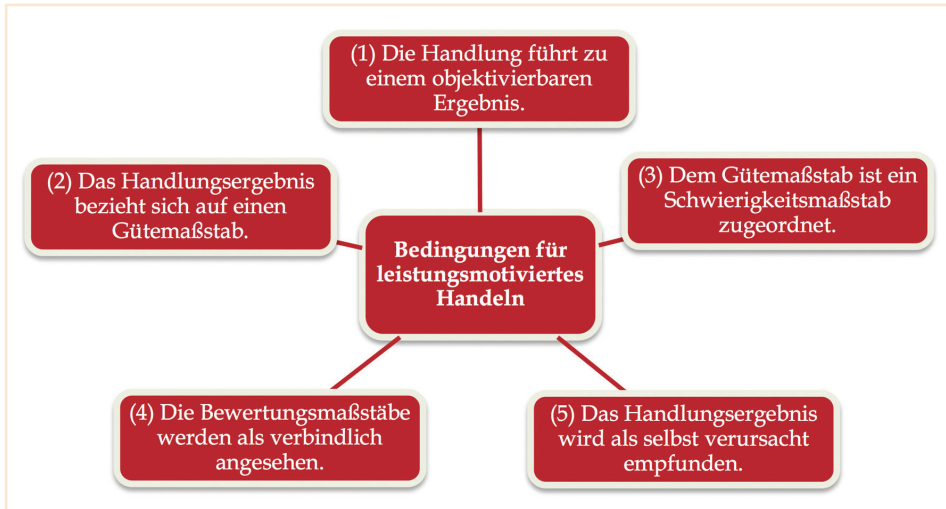 (1) Die Handlung führt zu
einem objektivierbaren
Ergebnis.
(2) Das Handlungsergebnis
bezieht sich auf einen
Gütemaßstab.
(3) Dem Gütemaßstab ist ein
Schwierigkeitsmaßstab
zugeordnet.
Bedingungen für
leistungsmotiviertes
Handeln
(4) Die Bewertungsmaßstäbe
werden als verbindlich
angesehen.
(5) Das Handlungsergebnis
wird als selbst verursacht
empfunden.